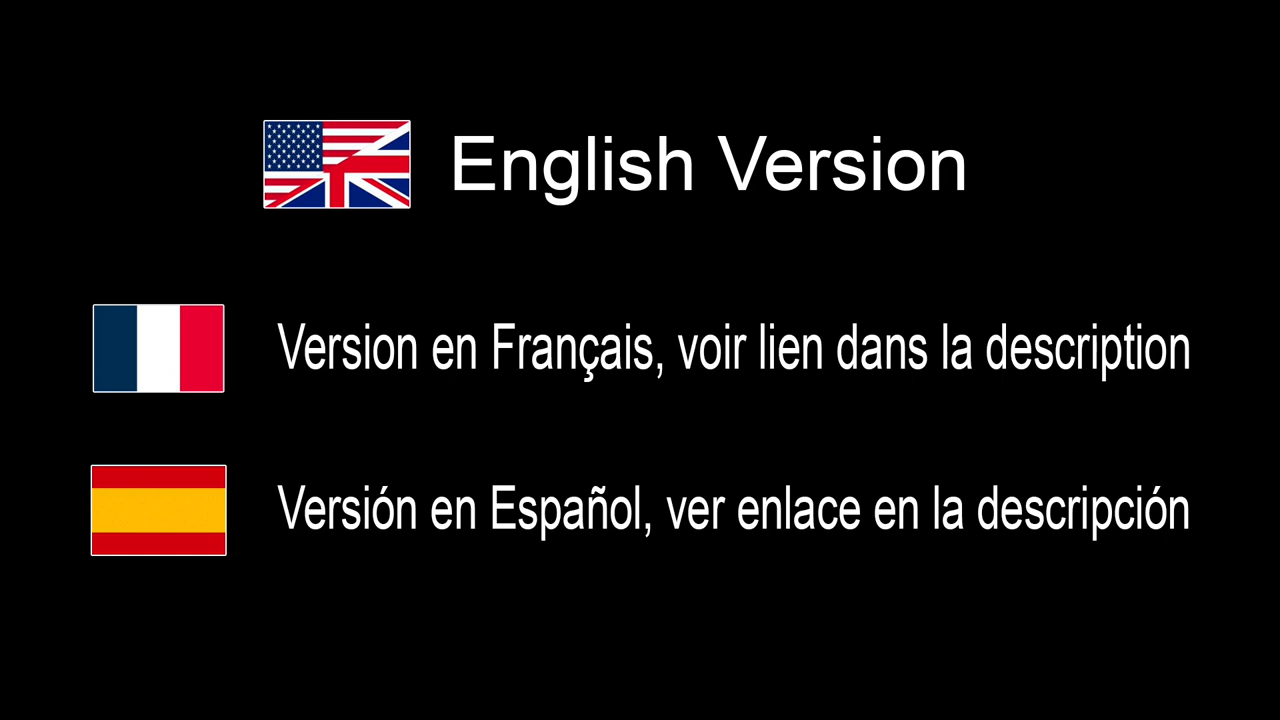 English Version
Version en Français, voir lien dans la description
Versión en Español, ver enlace en la descripción